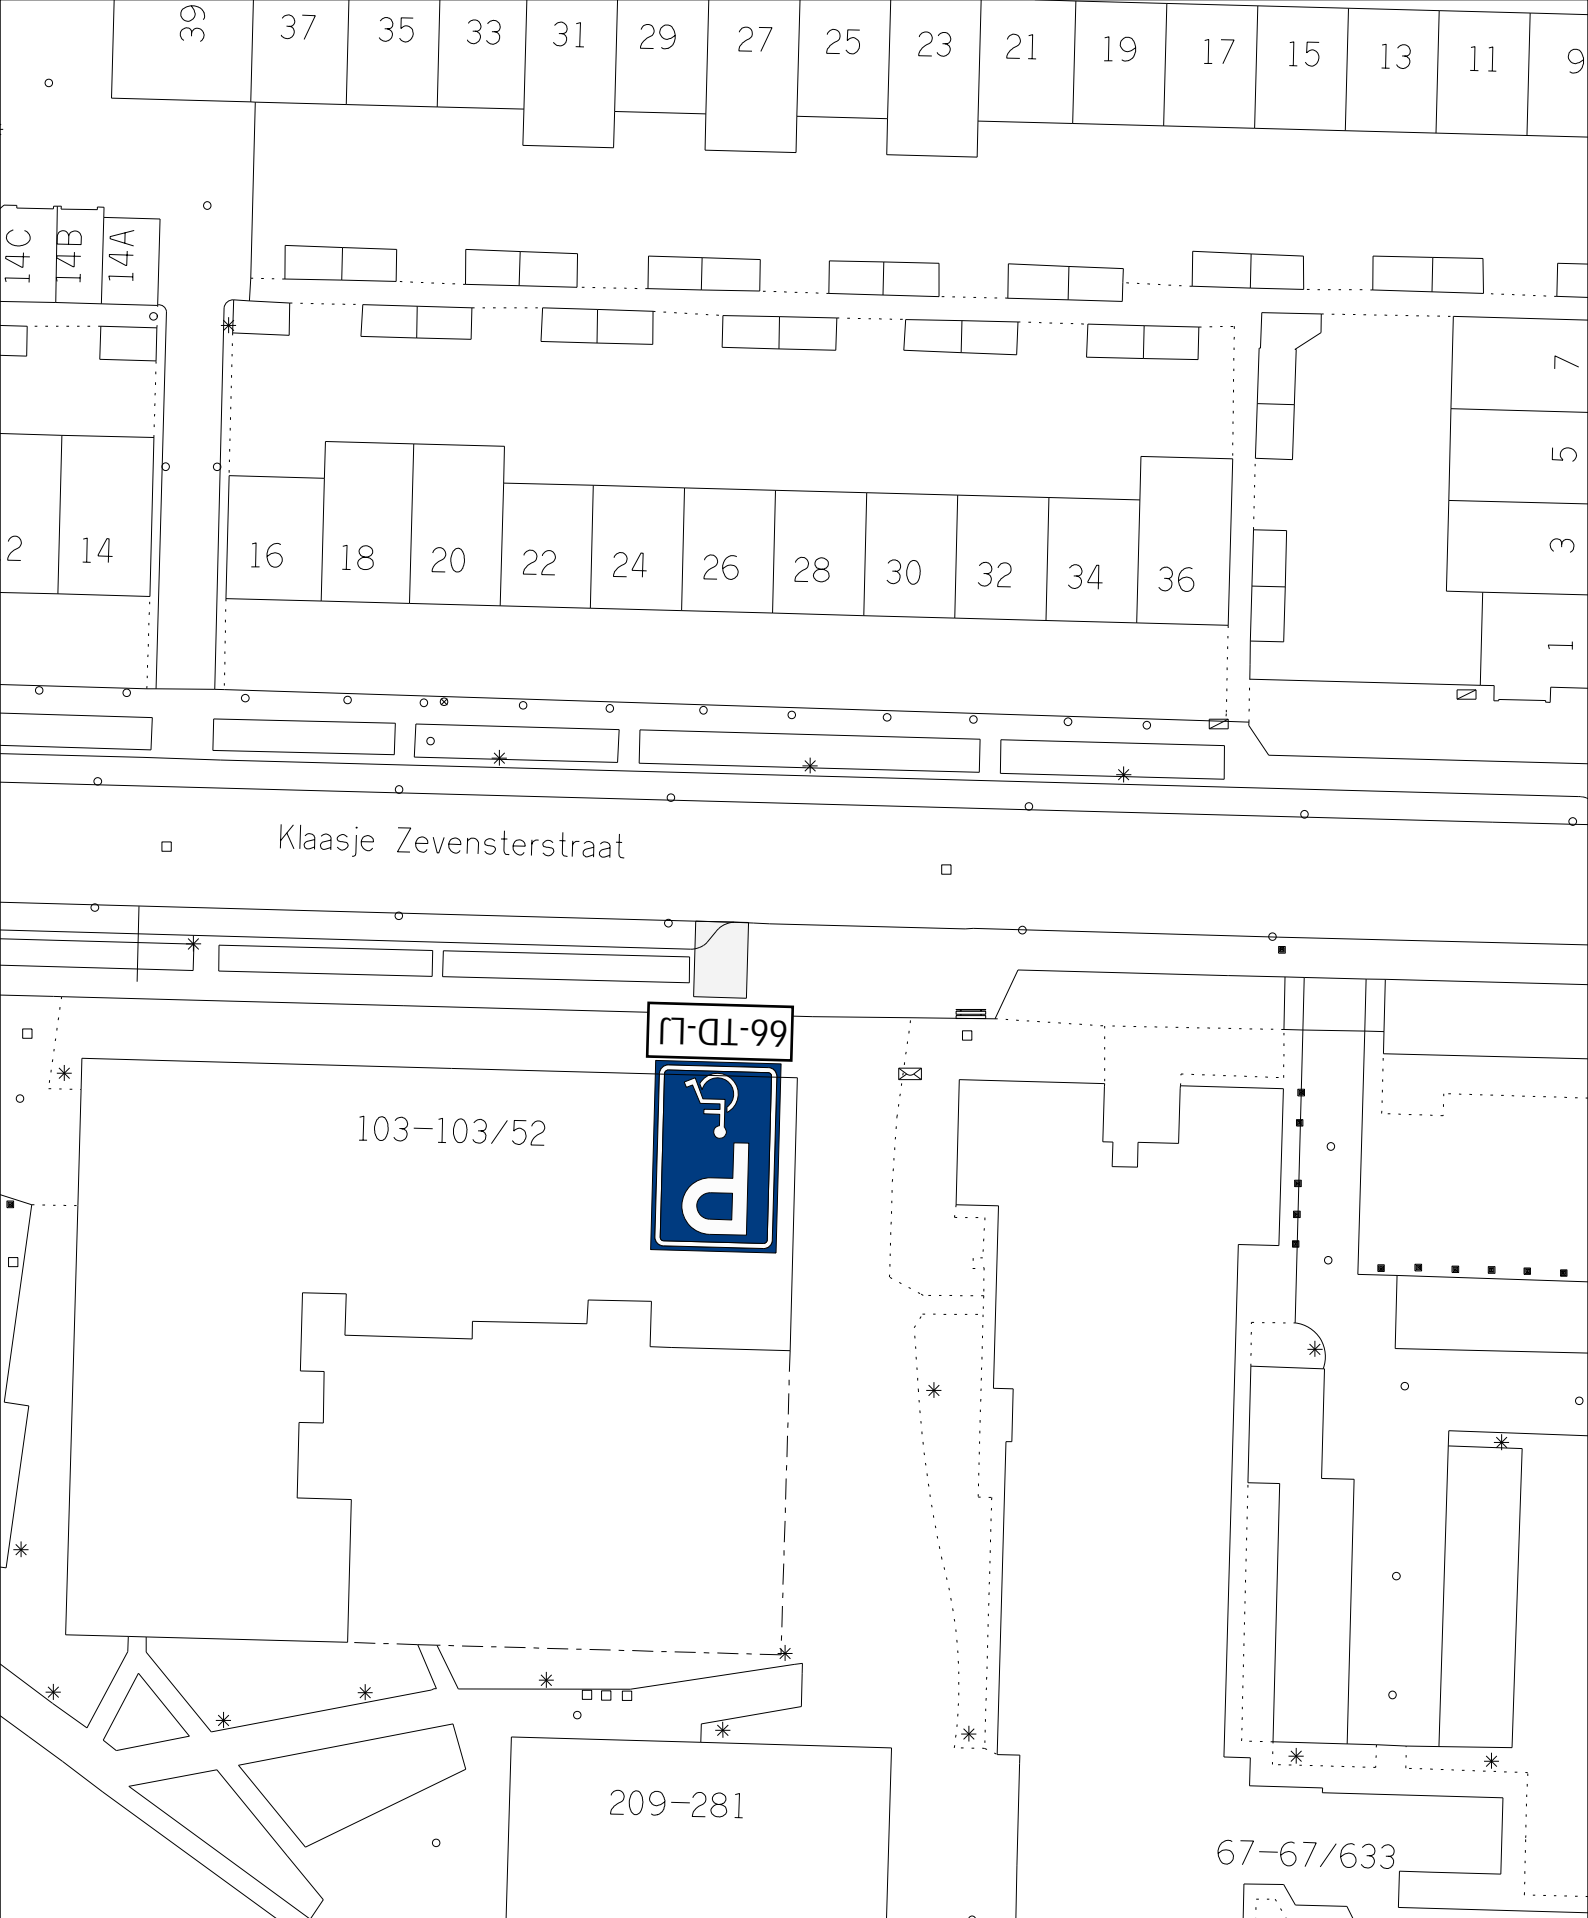 39 37 35 33 31 29 27 25 23 21 19 17 15 13 11 9
14C 14B 14A
7
5
3
1
2 14 16 18 20 22 24 26 28 30 32 34 36
Klaasje Zevensterstraat
66-TD-LJ
P
103-103/52
209-281
67-67/633